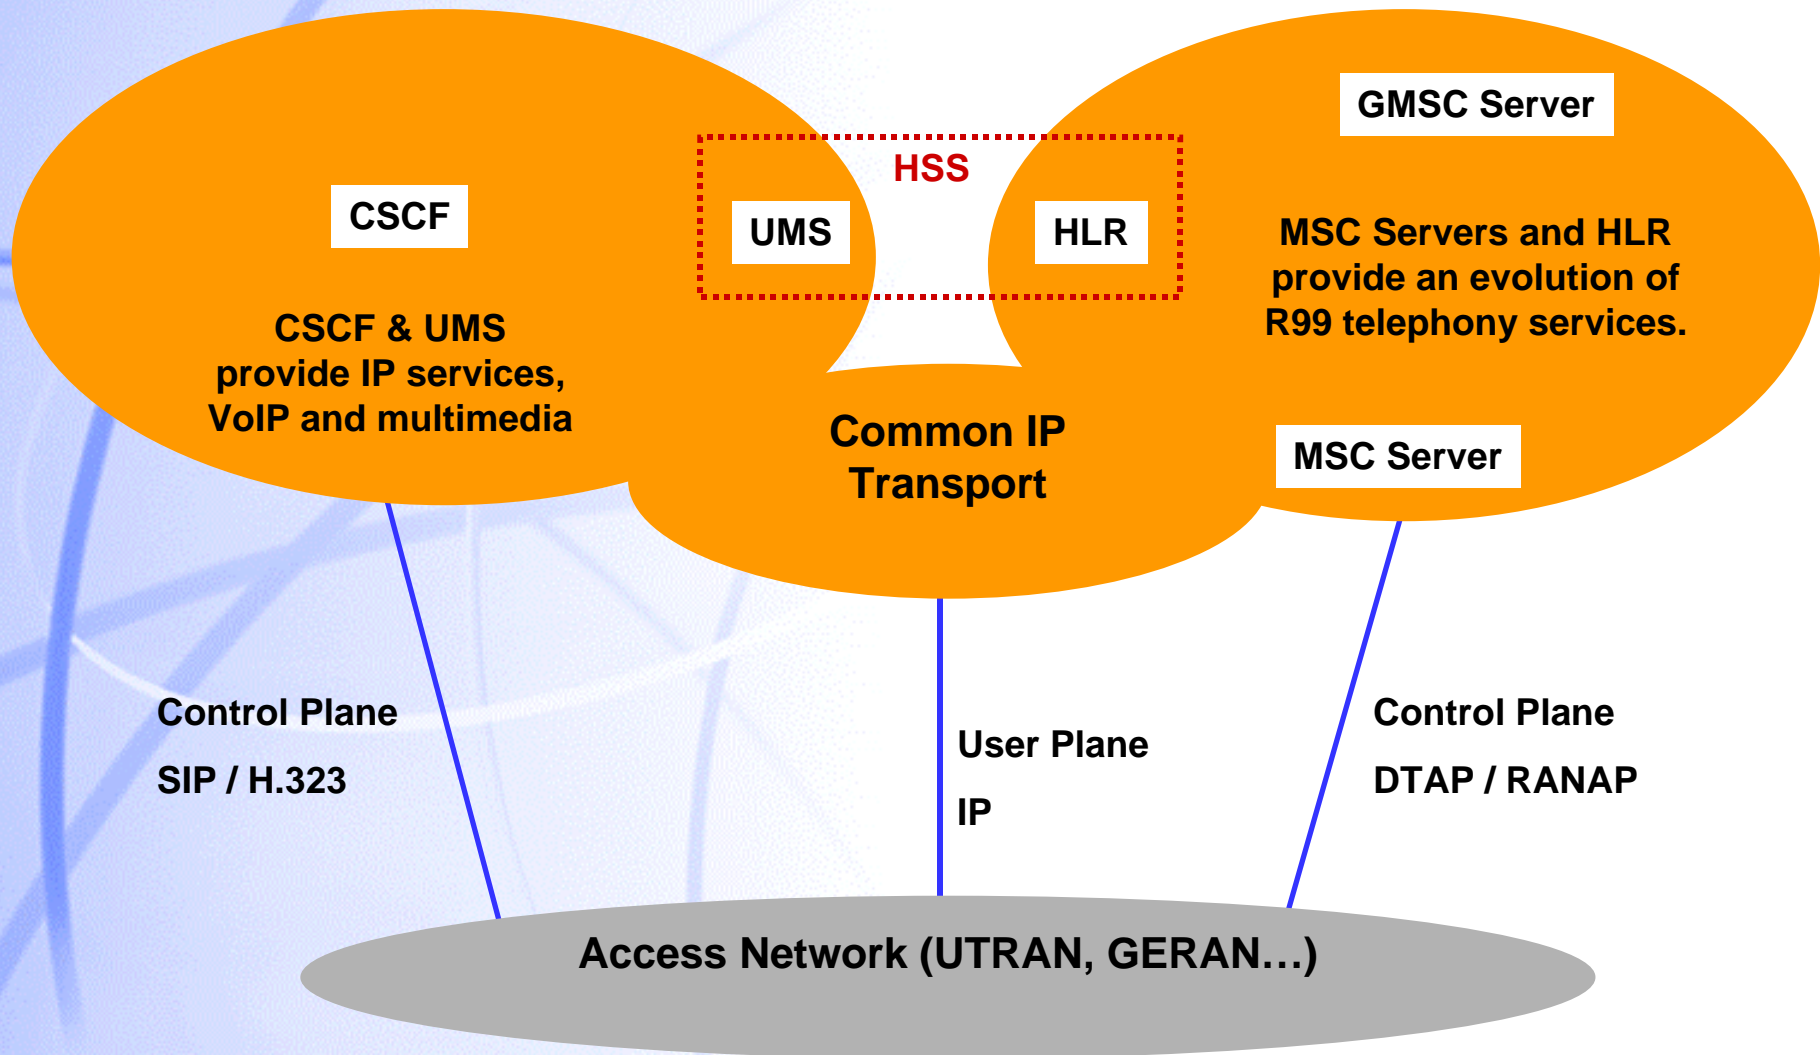 GMSC Server
HSS
CSCF
UMS
HLR
MSC Servers and HLR
provide an evolution of
R99 telephony services.
CSCF & UMS
provide IP services,
VoIP and multimedia
Common IP
Transport
MSC Server
Control Plane
SIP / H.323
User Plane
IP
Control Plane
DTAP / RANAP
Access Network (UTRAN, GERAN…)